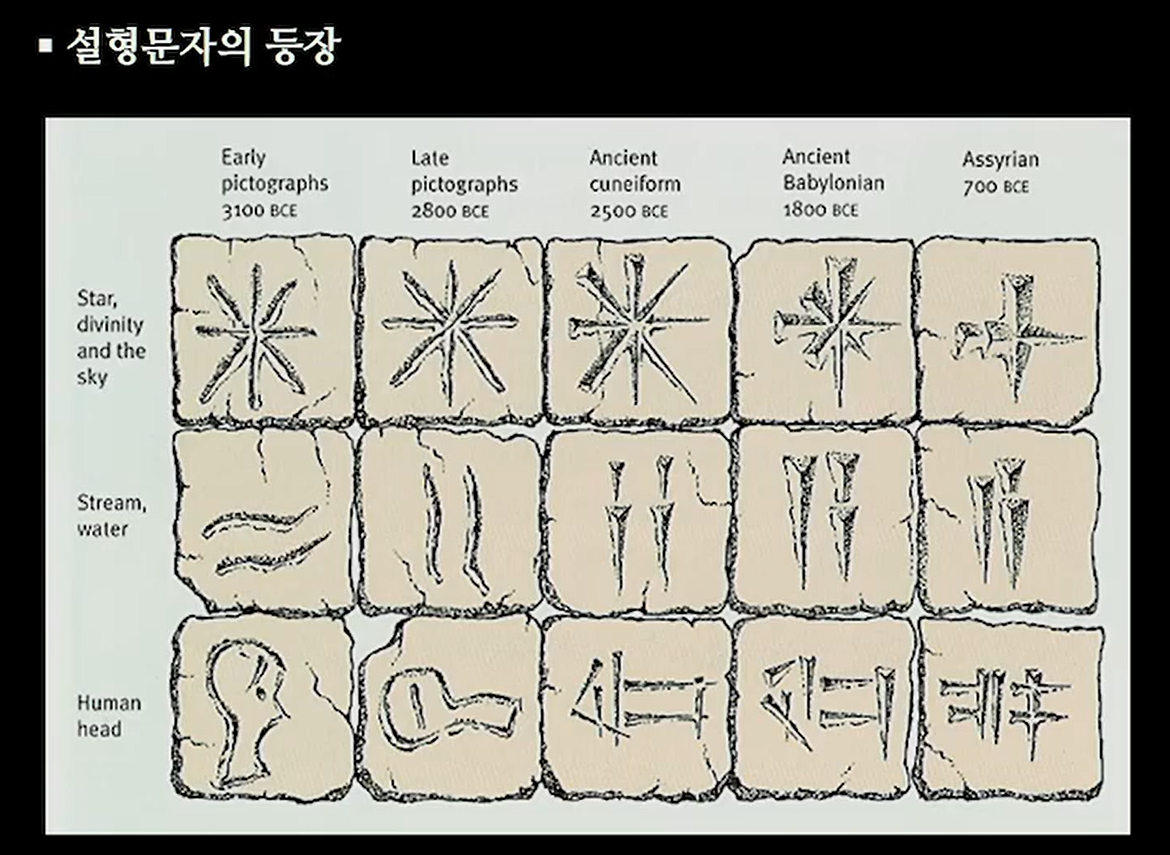 ▪ 설형문자의 등장
Early
pictographs
3100 BCE
Late
pictographs
2800 BCE
Ancient
cuneiform
2500 BCE
Ancient
Babylonian
1800 BCE
Assyrian
700 BCE
Star,
divinity
and the
sky
Stream,
water
Human
head